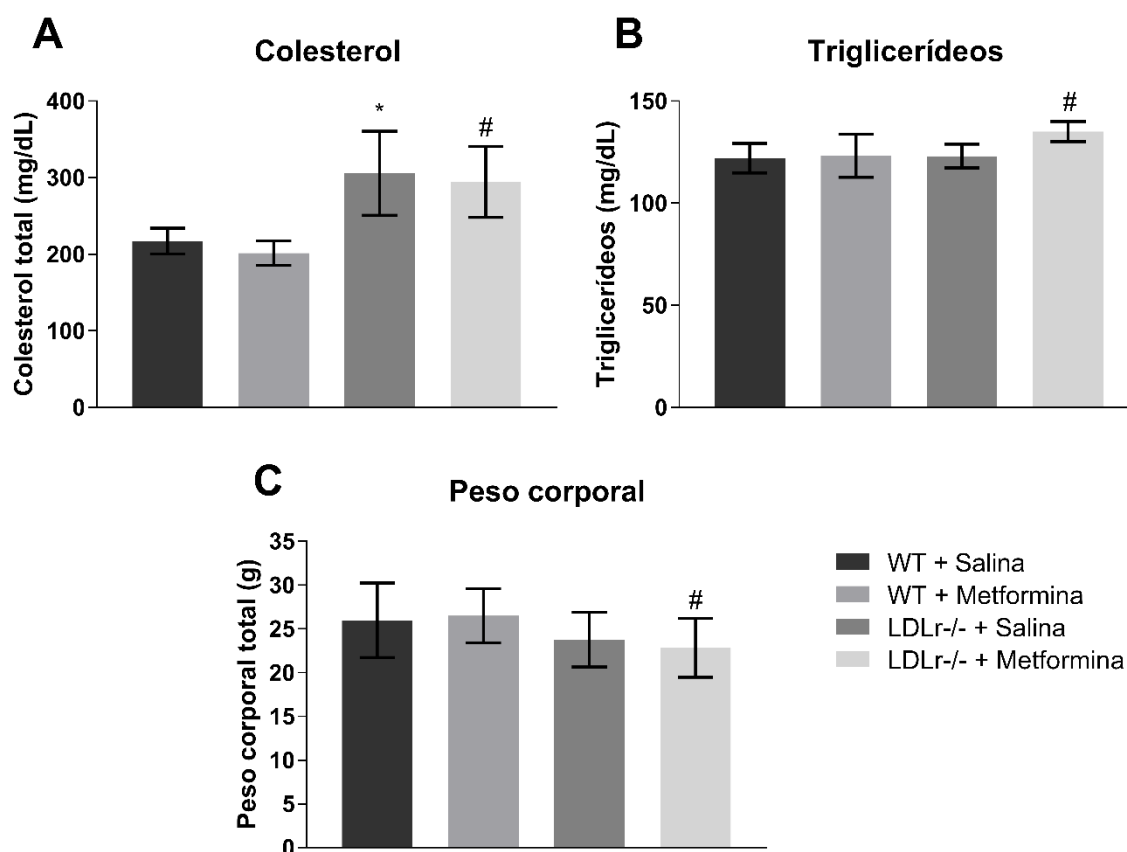 A
Colesterol
Colesterol total (mg/dL)
400
300
200
100
0
*
#
B
Triglicerídeos
Triglicerídeos (mg/dL)
150
100
50
0
#
C
Peso corporal
Peso corporal total (g)
35
30
25
20
15
10
5
0
#
WT + Salina
WT + Metformina
LDLr-/- + Salina
LDLr-/- + Metformina